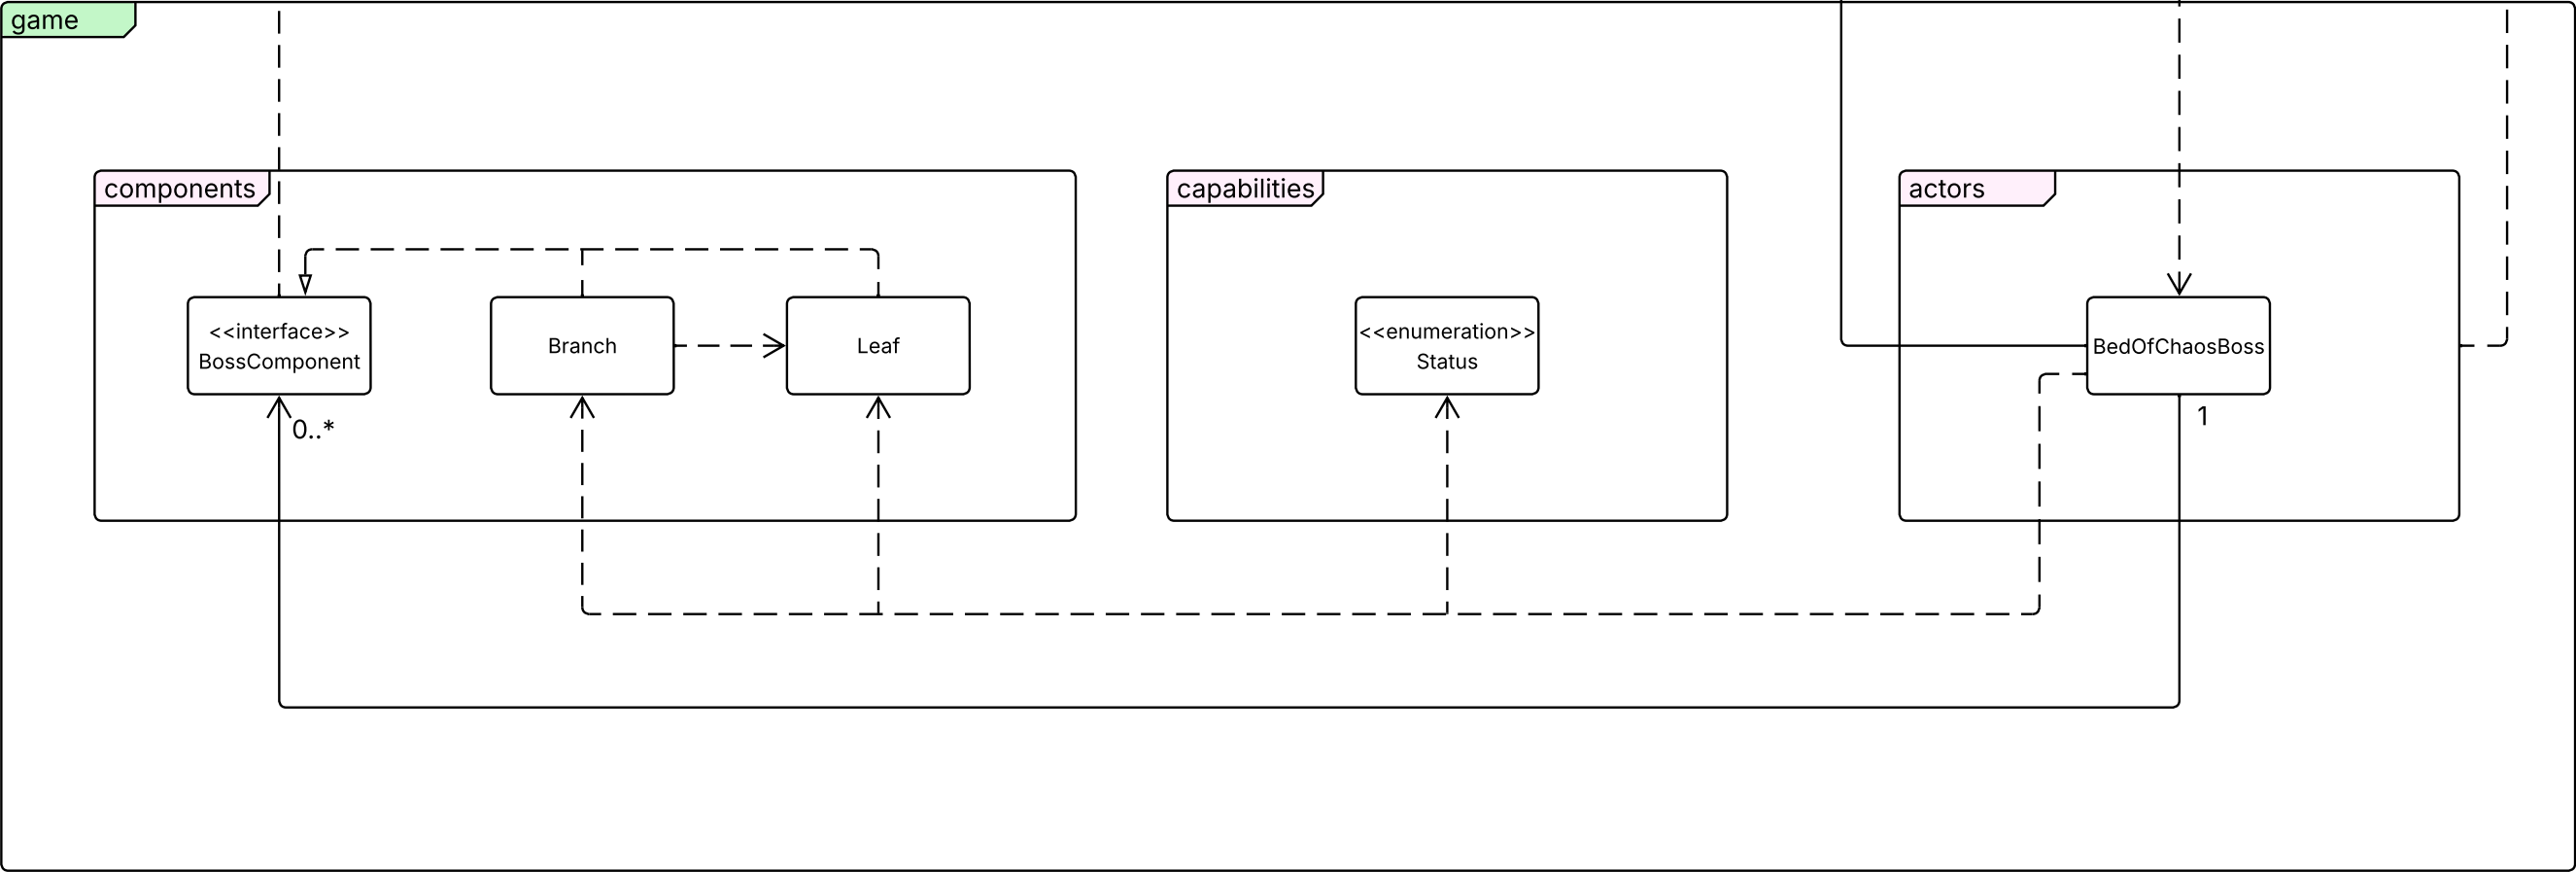 game
components
capabilities
actors
<<interface>>
BossComponent
Branch
Leaf
<<enumeration>>
Status
BedOfChaosBoss
0..*
1